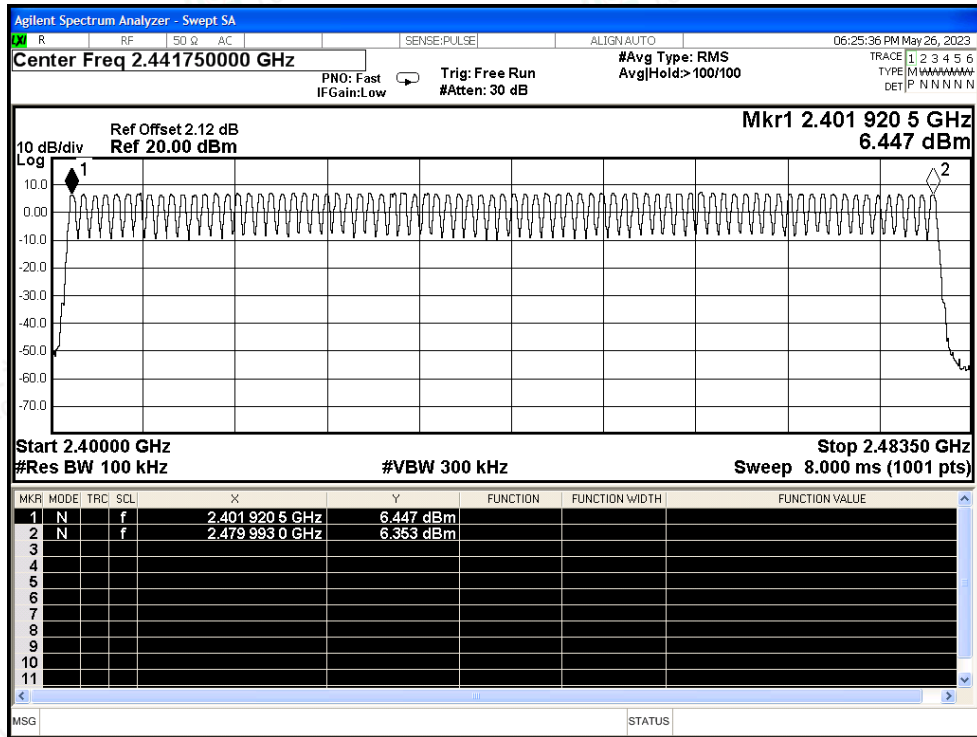 Agilent Spectrum Analyzer - Swept SA
LXI R RF 50 Ω AC SENSE:PULSE ALIGN AUTO 06:25:36 PM May 26, 2023
Center Freq 2.441750000 GHz
#Avg Type: RMS
TRACE 1 2 3 4 5 6
PNO: Fast Trig: Free Run Avg|Hold:>100/100
TYPE M
IFGain:Low #Atten: 30 dB
DET P N N N N N
Mkr1 2.401 920 5 GHz
Ref Offset 2.12 dB
10 dB/div Ref 20.00 dBm 6.447 dBm
Log
1
2
10.0
0.00
-10.0
-20.0
-30.0
-40.0
-50.0
-60.0
-70.0
Start 2.40000 GHz Stop 2.48350 GHz
#Res BW 100 kHz #VBW 300 kHz Sweep 8.000 ms (1001 pts)
MKR MODE TRC SCL X Y FUNCTION FUNCTION WIDTH FUNCTION VALUE
1 N f 2.401 920 5 GHz 6.447 dBm
2 N f 2.479 993 0 GHz 6.353 dBm
3
4
5
6
7
8
9
10
11
MSG STATUS